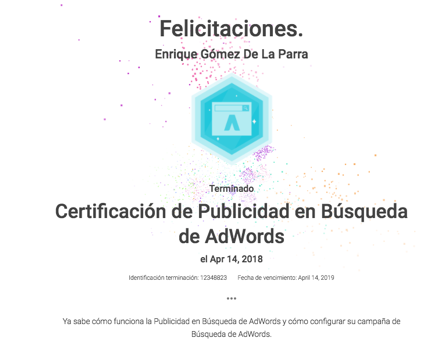 Felicitaciones.
Enrique Gómez De La Parra
Terminado
Certificación de Publicidad en Búsqueda
de AdWords
el Apr 14, 2018
Identificación terminación: 12348823 Fecha de vencimiento: April 14, 2019
Ya sabe cómo funciona la Publicidad en Búsqueda de AdWords y cómo configurar su campaña de
Búsqueda de AdWords.